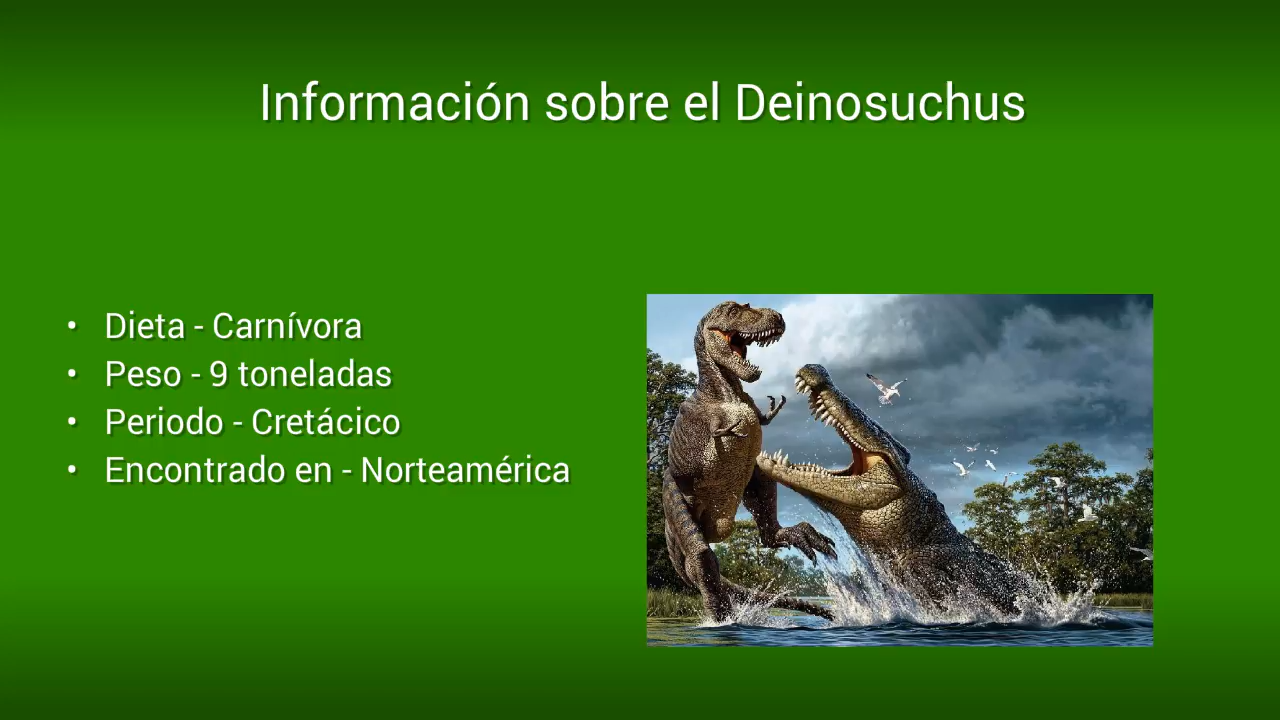 Información sobre el Deinosuchus
• Dieta - Carnívora
• Peso - 9 toneladas
• Periodo - Cretácico
• Encontrado en - Norteamérica